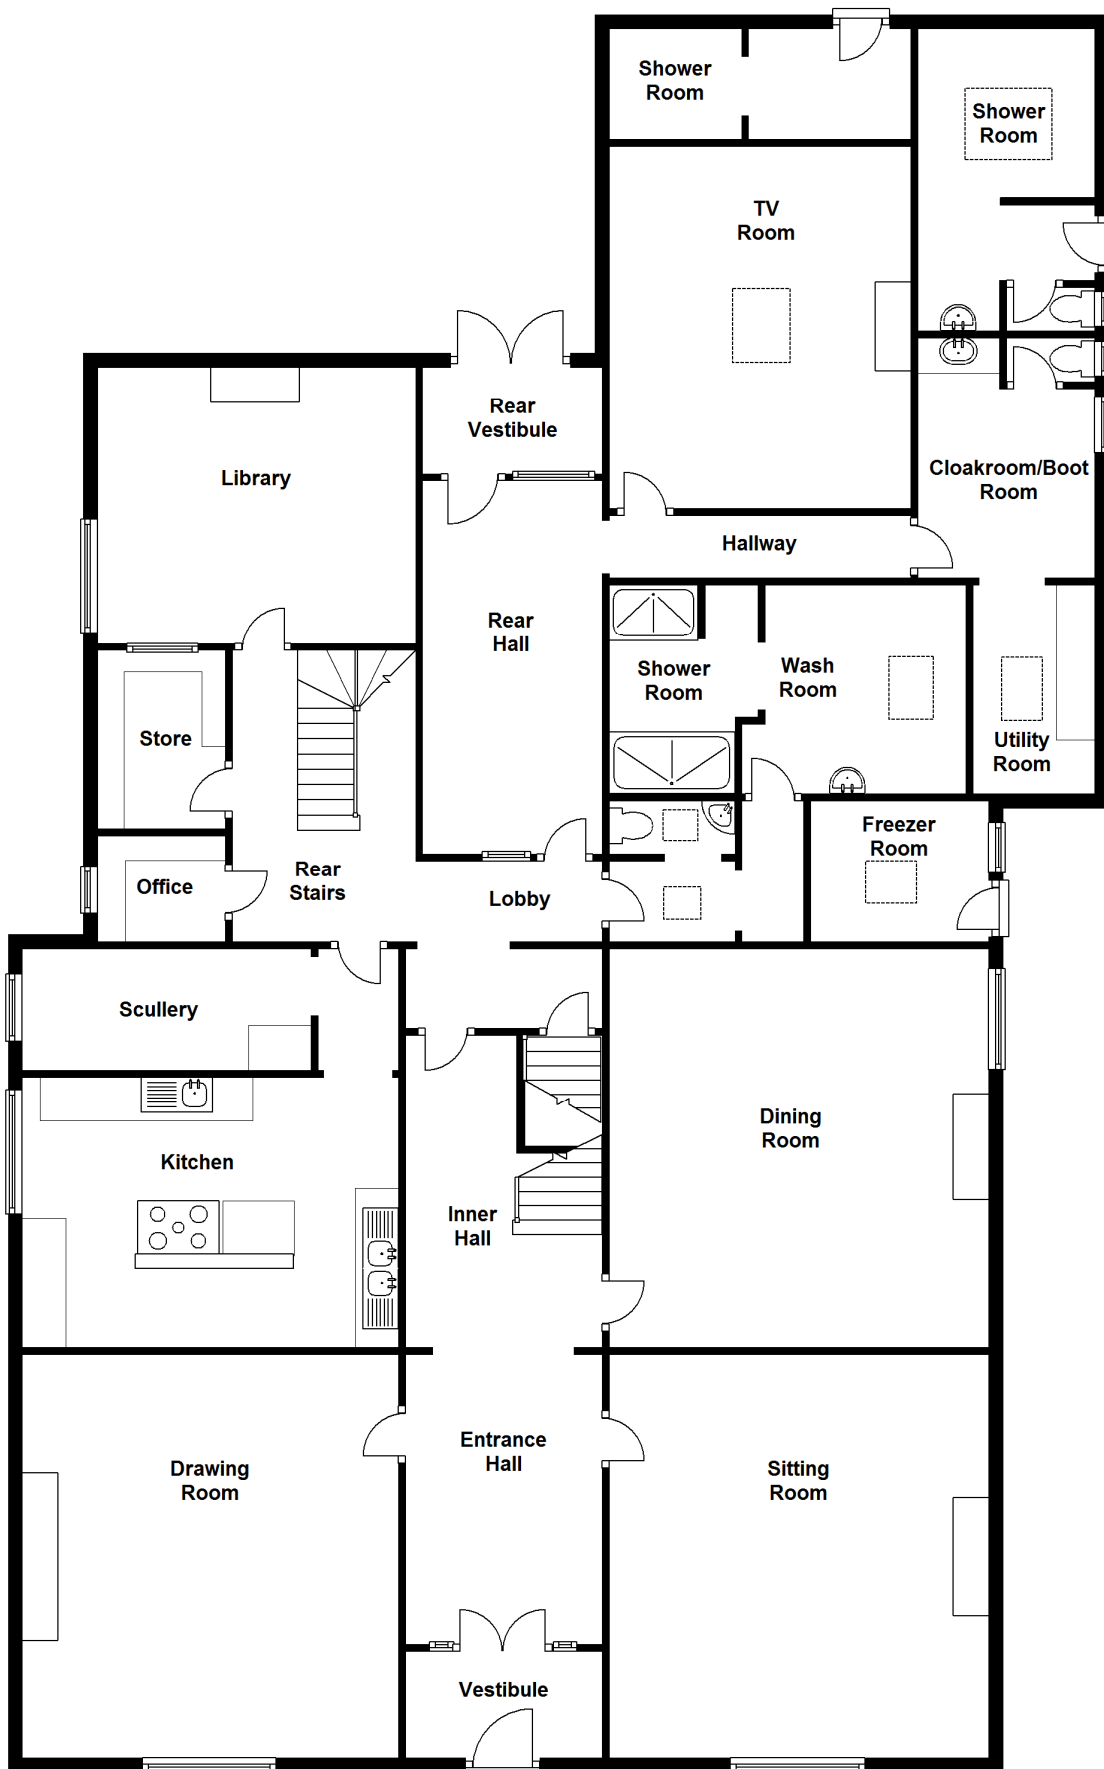 Shower
Room
Shower
Room
TV
Room
Rear
Vestibule
Library
Cloakroom/Boot
Room
Hallway
Rear
Hall
Shower
Room
Wash
Room
Store
Utility
Room
Freezer
Room
Office
Rear
Stairs
Lobby
Scullery
Dining
Room
Kitchen
Inner
Hall
Entrance
Hall
Drawing
Room
Sitting
Room
Vestibule